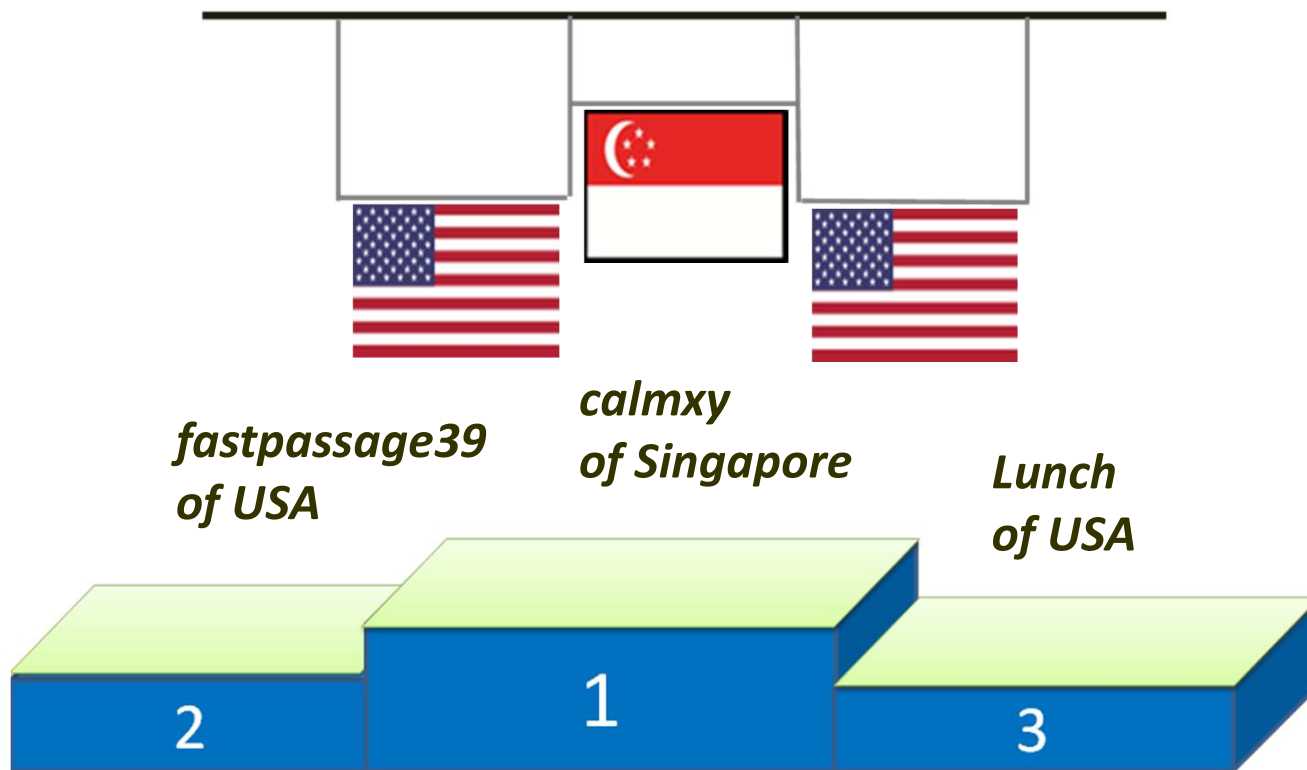 calmxy
of Singapore
fastpassage39
of USA
Lunch
of USA
2
1
3